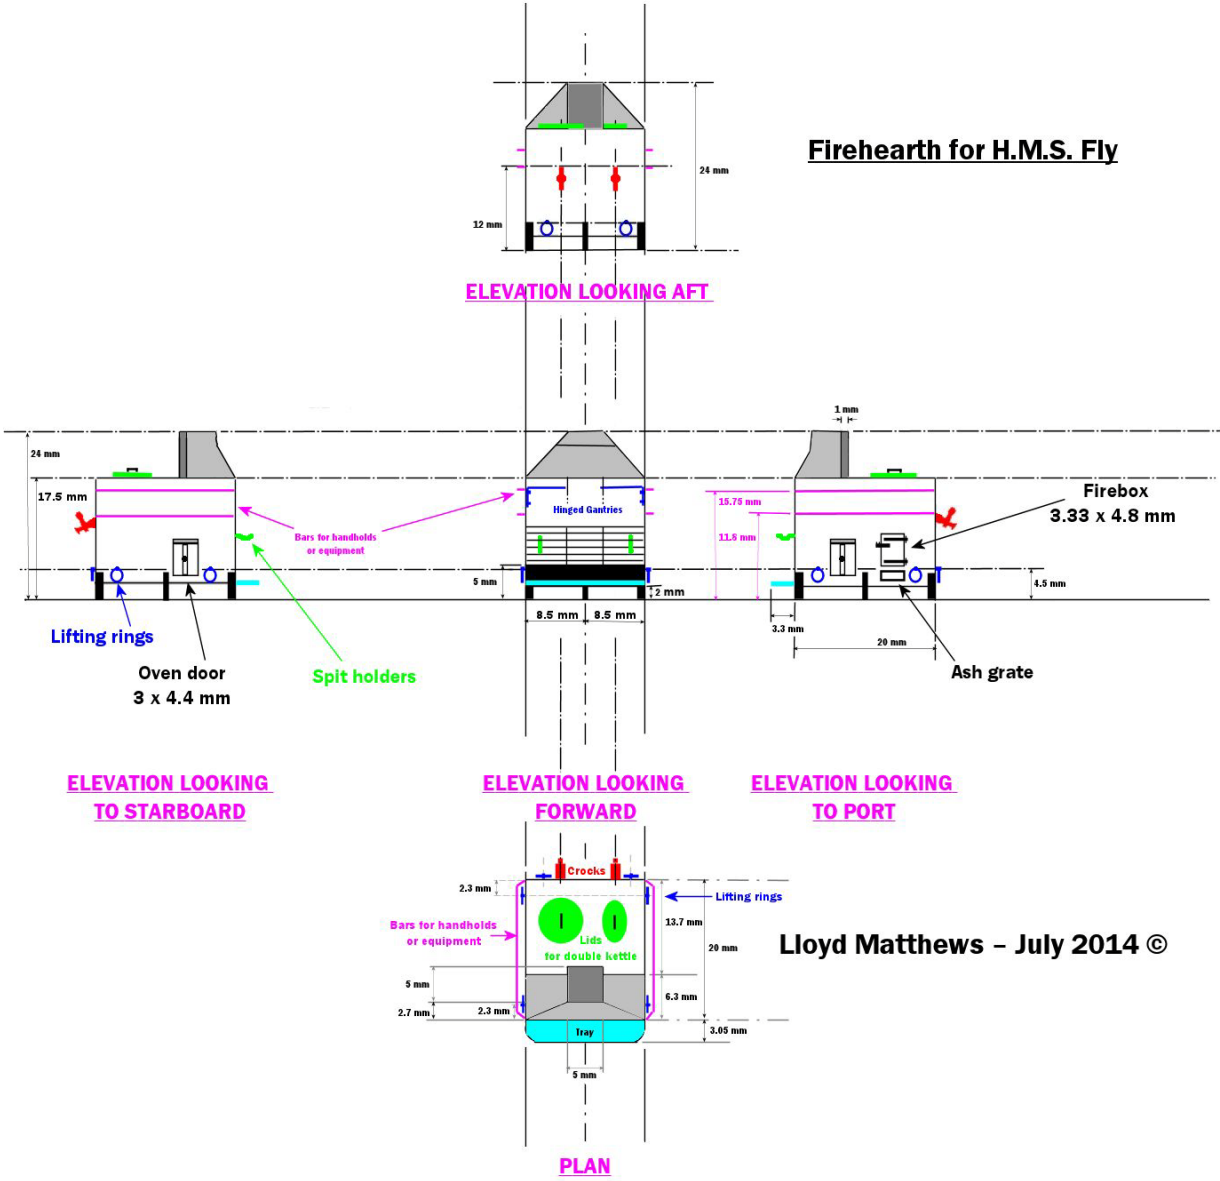 Firehearth for H.M.S. Fly
24 mm
12 mm
ELEVATION LOOKING AFT
1 mm
24 mm
17.5 mm
Bars for handholds
or equipment
Hinged Gantries
15.75 mm
11.8 mm
Firebox
3.33 x 4.8 mm
5 mm
2 mm
4.5 mm
8.5 mm
8.5 mm
3.3 mm
20 mm
Lifting rings
Oven door
3 x 4.4 mm
Spit holders
Ash grate
ELEVATION LOOKING
TO STARBOARD
ELEVATION LOOKING
FORWARD
ELEVATION LOOKING
TO PORT
Crocks
2.3 mm
Lifting rings
Bars for handholds
or equipment
13.7 mm
Lids
for double kettle
20 mm
Lloyd Matthews – July 2014 ©
5 mm
6.3 mm
2.7 mm
2.3 mm
Tray
3.05 mm
5 mm
PLAN